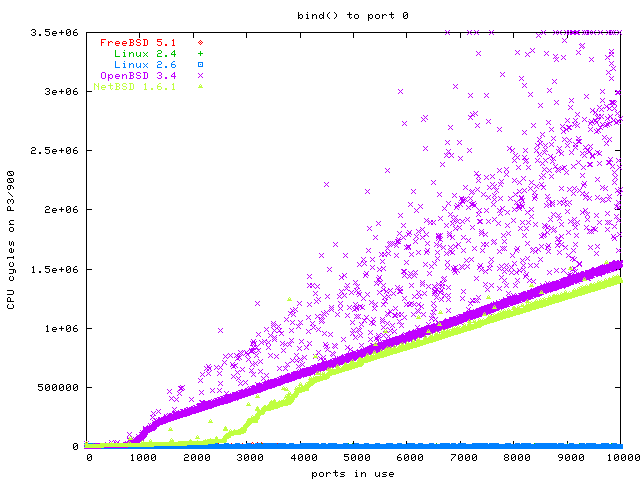 bind() to port 0
3.5e+06
FreeBSD 5.1
Linux 2.4
Linux 2.6
OpenBSD 3.4
NetBSD 1.6.1
3e+06
2.5e+06
2e+06
1.5e+06
1e+06
500000
0
CPU cycles on P3/900
0 1000 2000 3000 4000 5000 6000 7000 8000 9000 10000
ports in use